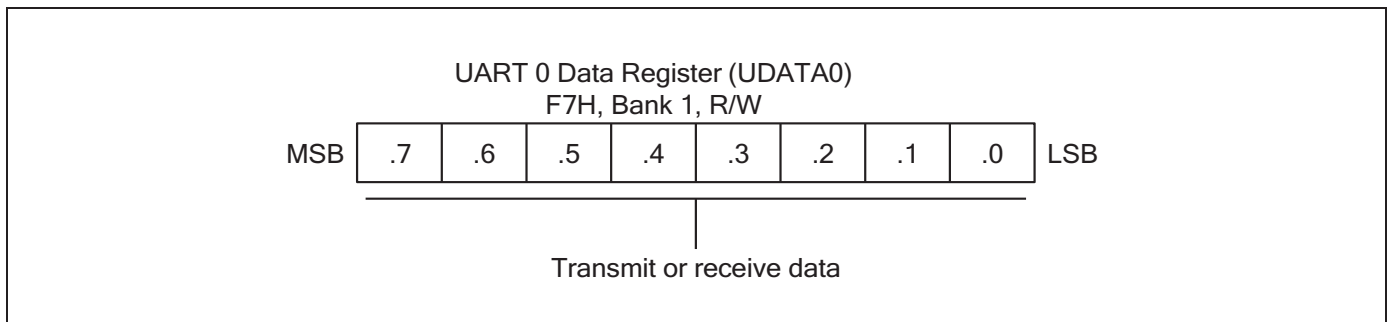 UART 0 Data Register (UDATA0)
F7H, Bank 1, R/W
MSB .7 .6 .5 .4 .3 .2 .1 .0 LSB
Transmit or receive data